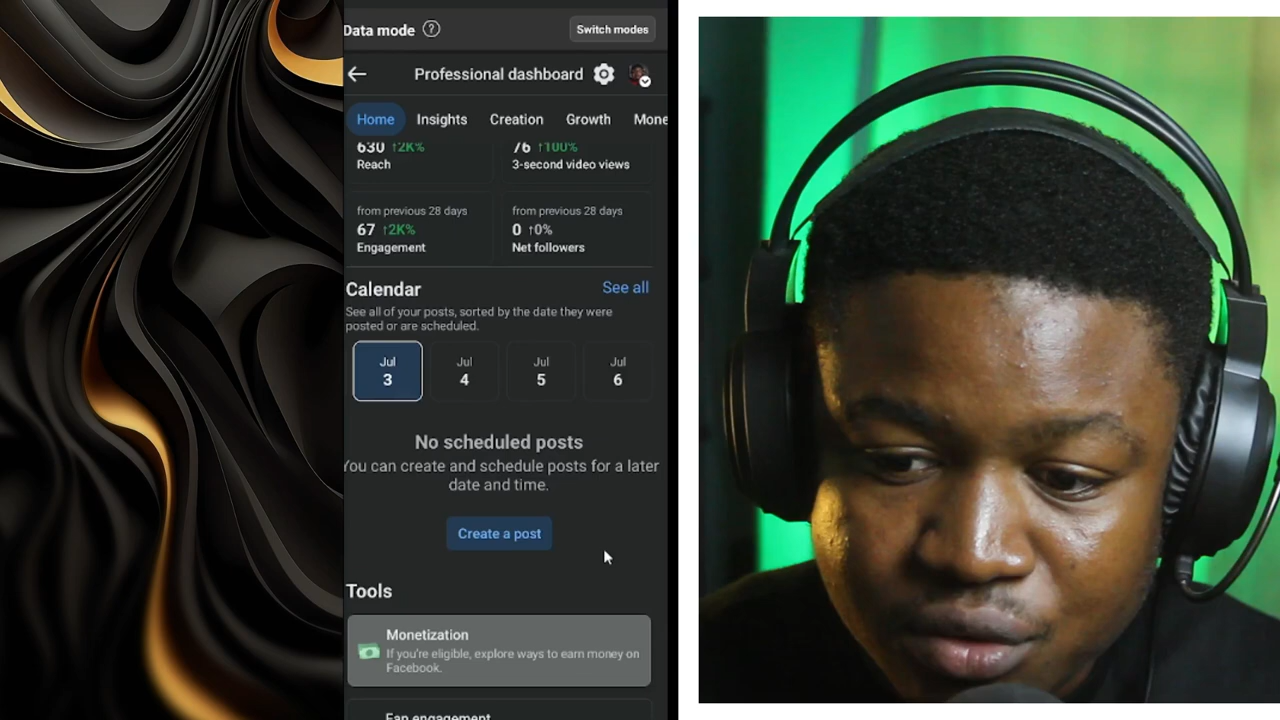 Data mode
Switch modes
Professional dashboard
Home Insights Creation Growth Mone
630 ↑2K%
Reach
76 ↑100%
3-second video views
from previous 28 days
67 ↑2K%
Engagement
from previous 28 days
0 ↑0%
Net followers
Calendar
See all
See all of your posts, sorted by the date they were
posted or are scheduled.
Jul
3
Jul
4
Jul
5
Jul
6
No scheduled posts
You can create and schedule posts for a later
date and time.
Create a post
Tools
Monetization
If you're eligible, explore ways to earn money on
Facebook.
Fan engagement